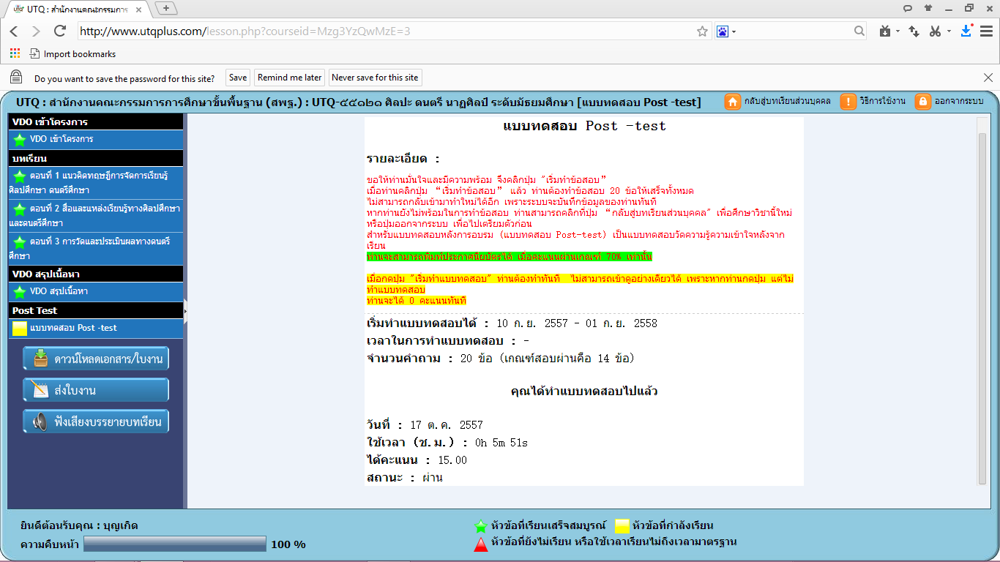 UTQ : สำนักงานคณะกรรมการ
http://www.utqplus.com/lesson.php?courseid=Mzg3YzQwMzE=3
Import bookmarks
Do you want to save the password for this site? Save Remind me later Never save for this site
UTQ : สำนักงานคณะกรรมการการศึกษาขั้นพื้นฐาน (สพฐ.) : UTQ-๕๕๑๒๑ ศิลปะ ดนตรี นาฏศิลป์ ระดับมัธยมศึกษา [แบบทดสอบ Post -test] กลับสู่บทเรียนส่วนบุคคล วิธีการใช้งาน ออกจากระบบ
VDO เข้าโครงการ
VDO เข้าโครงการ
บทเรียน
ตอนที่ 1 แนวคิดทฤษฎีการจัดการเรียนรู้
ศิลปศึกษา ดนตรีศึกษา
ตอนที่ 2 สื่อและแหล่งเรียนรู้ทางศิลปศึกษา
และดนตรีศึกษา
ตอนที่ 3 การวัดและประเมินผลทางดนตรี
ศึกษา
VDO สรุปเนื้อหา
VDO สรุปเนื้อหา
Post Test
แบบทดสอบ Post -test
ดาวน์โหลดเอกสาร/ใบงาน
ส่งใบงาน
ฟังเสียงบรรยายบทเรียน
แบบทดสอบ Post -test
รายละเอียด :
ขอให้ท่านมั่นใจและมีความพร้อม จึงคลิกปุ่ม "เริ่มทำข้อสอบ”
เมื่อท่านคลิกปุ่ม “เริ่มทำข้อสอบ” แล้ว ท่านต้องทำข้อสอบ 20 ข้อให้เสร็จทั้งหมด
ไม่สามารถกลับเข้ามาทำใหม่ได้อีก เพราะระบบจะบันทึกข้อมูลของท่านทันที
หากท่านยังไม่พร้อมในการทำข้อสอบ ท่านสามารถคลิกที่ปุ่ม “กลับสู่บทเรียนส่วนบุคคล" เพื่อศึกษาวิชานี้ใหม่
หรือปุ่มออกจากระบบ เพื่อไปเตรียมตัวก่อน
สำหรับแบบทดสอบหลังการอบรม (แบบทดสอบ Post-test) เป็นแบบทดสอบวัดความรู้ความเข้าใจหลังจาก
เรียน
ท่านจะสามารถพิมพ์ประกาศนียบัตรได้ เมื่อคะแนนผ่านเกณฑ์ 70% เท่านั้น
เมื่อกดปุ่ม "เริ่มทำแบบทดสอบ" ท่านต้องทำทันที ไม่สามารถเข้าดูอย่างเดียวได้ เพราะหากท่านกดปุ่ม แต่ไม่
ทำแบบทดสอบ
ท่านจะได้ 0 คะแนนทันที
เริ่มทำแบบทดสอบได้ : 10 ก.ย. 2557 - 01 ก.ย. 2558
เวลาในการทำแบบทดสอบ : -
จำนวนคำถาม : 20 ข้อ (เกณฑ์สอบผ่านคือ 14 ข้อ)
คุณได้ทำแบบทดสอบไปแล้ว
วันที่ : 17 ต.ค. 2557
ใช้เวลา (ช.ม.) : 0h 5m 51s
ได้คะแนน : 15.00
สถานะ : ผ่าน
ยินดีต้อนรับคุณ : บุญเกิด
ความคืบหน้า 100 %
หัวข้อที่เรียนเสร็จสมบูรณ์ หัวข้อที่กำลังเรียน
หัวข้อที่ยังไม่เรียน หรือใช้เวลาเรียนไม่ถึงเวลามาตรฐาน